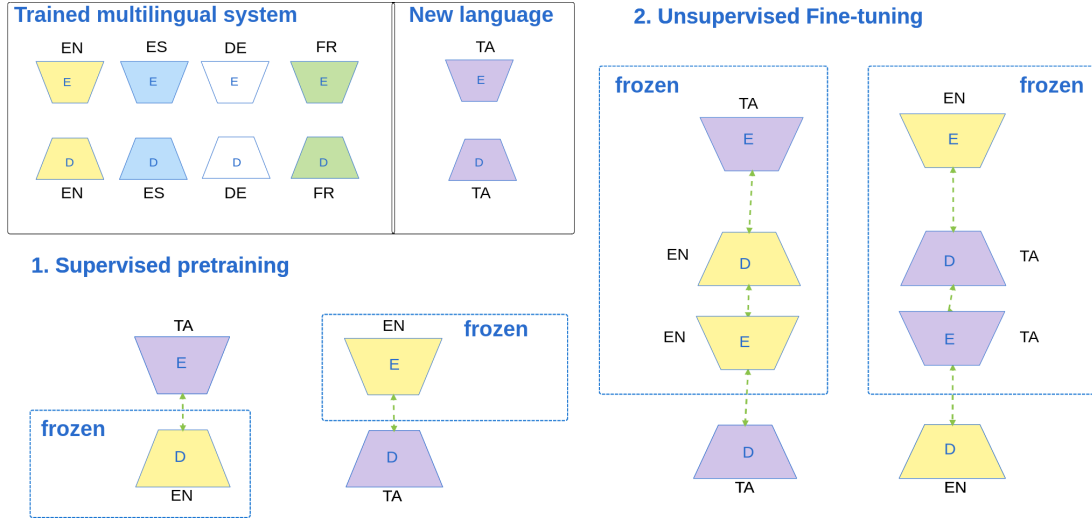 Trained multilingual system
New language
EN ES DE FR
E E E E
D D D D
EN ES DE FR
TA
E
D
TA
1. Supervised pretraining
TA
E
frozen
D
EN
EN
frozen
E
D
TA
2. Unsupervised Fine-tuning
frozen
TA
E
EN
D
EN
E
D
TA
EN
frozen
E
D
TA
E
TA
D
EN